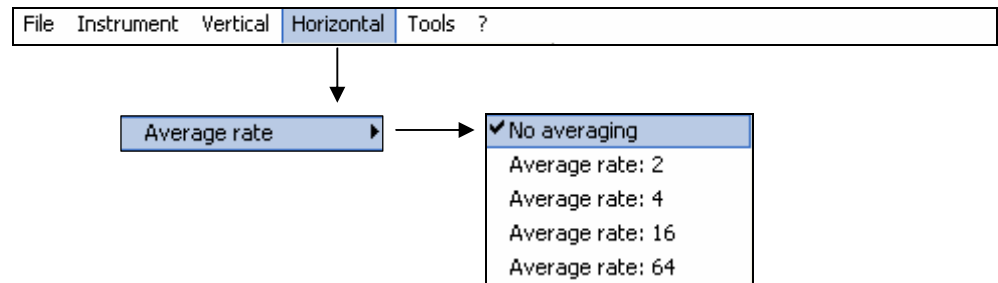 File Instrument Vertical Horizontal Tools ?
Average rate
No averaging
Average rate: 2
Average rate: 4
Average rate: 16
Average rate: 64